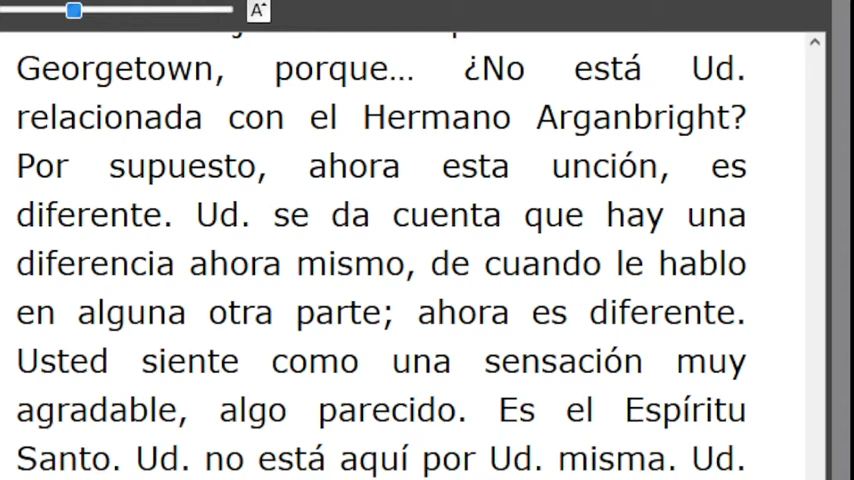 Georgetown, porque... ¿No está Ud.
relacionada con el Hermano Arganbright?
Por supuesto, ahora esta unción, es
diferente. Ud. se da cuenta que hay una
diferencia ahora mismo, de cuando le hablo
en alguna otra parte; ahora es diferente.
Usted siente como una sensación muy
agradable, algo parecido. Es el Espíritu
Santo. Ud. no está aquí por Ud. misma. Ud.